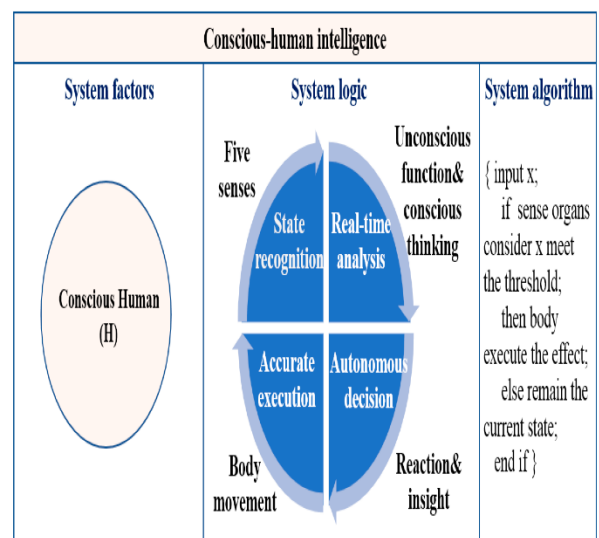 Conscious-human intelligence
System factors
System logic
System algorithm
Conscious Human
(H)
Five
senses
Unconscious
function&
conscious
thinking
State
recognition
Real-time
analysis
Accurate
execution
Autonomous
decision
Body
movement
Reaction&
insight
{ input x;
if sense organs
consider x meet
the threshold;
then body
execute the effect;
else remain the
current state;
end if }